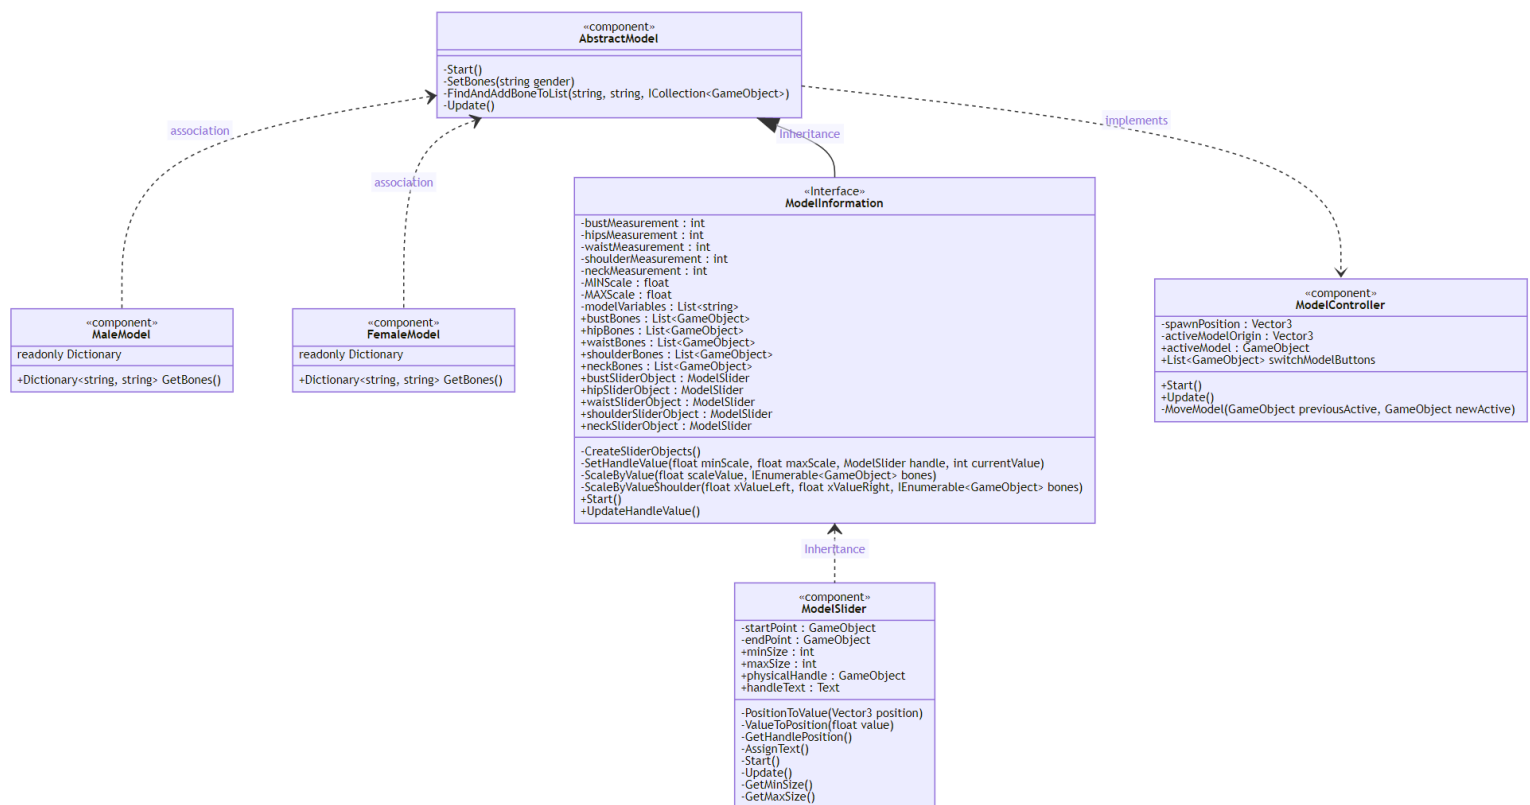 «component»
AbstractModel
-Start()
-SetBones(string gender)
-FindAndAddBoneToList(string, string, ICollection<GameObject>)
-Update()
association
association
Inheritance
implements
«component»
MaleModel
readonly Dictionary
+Dictionary<string, string> GetBones()
«component»
FemaleModel
readonly Dictionary
+Dictionary<string, string> GetBones()
«Interface»
ModelInformation
-bustMeasurement : int
-hipsMeasurement : int
-waistMeasurement : int
-shoulderMeasurement : int
-neckMeasurement : int
-MINScale : float
-MAXScale : float
-modelVariables : List<string>
+bustBones : List<GameObject>
+hipBones : List<GameObject>
+waistBones : List<GameObject>
+shoulderBones : List<GameObject>
+neckBones : List<GameObject>
+bustSliderObject : ModelSlider
+hipSliderObject : ModelSlider
+waistSliderObject : ModelSlider
+shoulderSliderObject : ModelSlider
+neckSliderObject : ModelSlider
-CreateSliderObjects()
-SetHandleValue(float minScale, float maxScale, ModelSlider handle, int currentValue)
-ScaleByValue(float scaleValue, IEnumerable<GameObject> bones)
-ScaleByValueShoulder(float xValueLeft, float xValueRight, IEnumerable<GameObject> bones)
+Start()
+UpdateHandleValue()
«component»
ModelController
-spawnPosition : Vector3
-activeModelOrigin : Vector3
+activeModel : GameObject
+List<GameObject> switchModelButtons
+Start()
+Update()
-MoveModel(GameObject previousActive, GameObject newActive)
Inheritance
«component»
ModelSlider
-startPoint : GameObject
-endPoint : GameObject
+minSize : int
+maxSize : int
+physicalHandle : GameObject
+handleText : Text
-PositionToValue(Vector3 position)
-ValueToPosition(float value)
-GetHandlePosition()
-AssignText()
-Start()
-Update()
-GetMinSize()
-GetMaxSize()